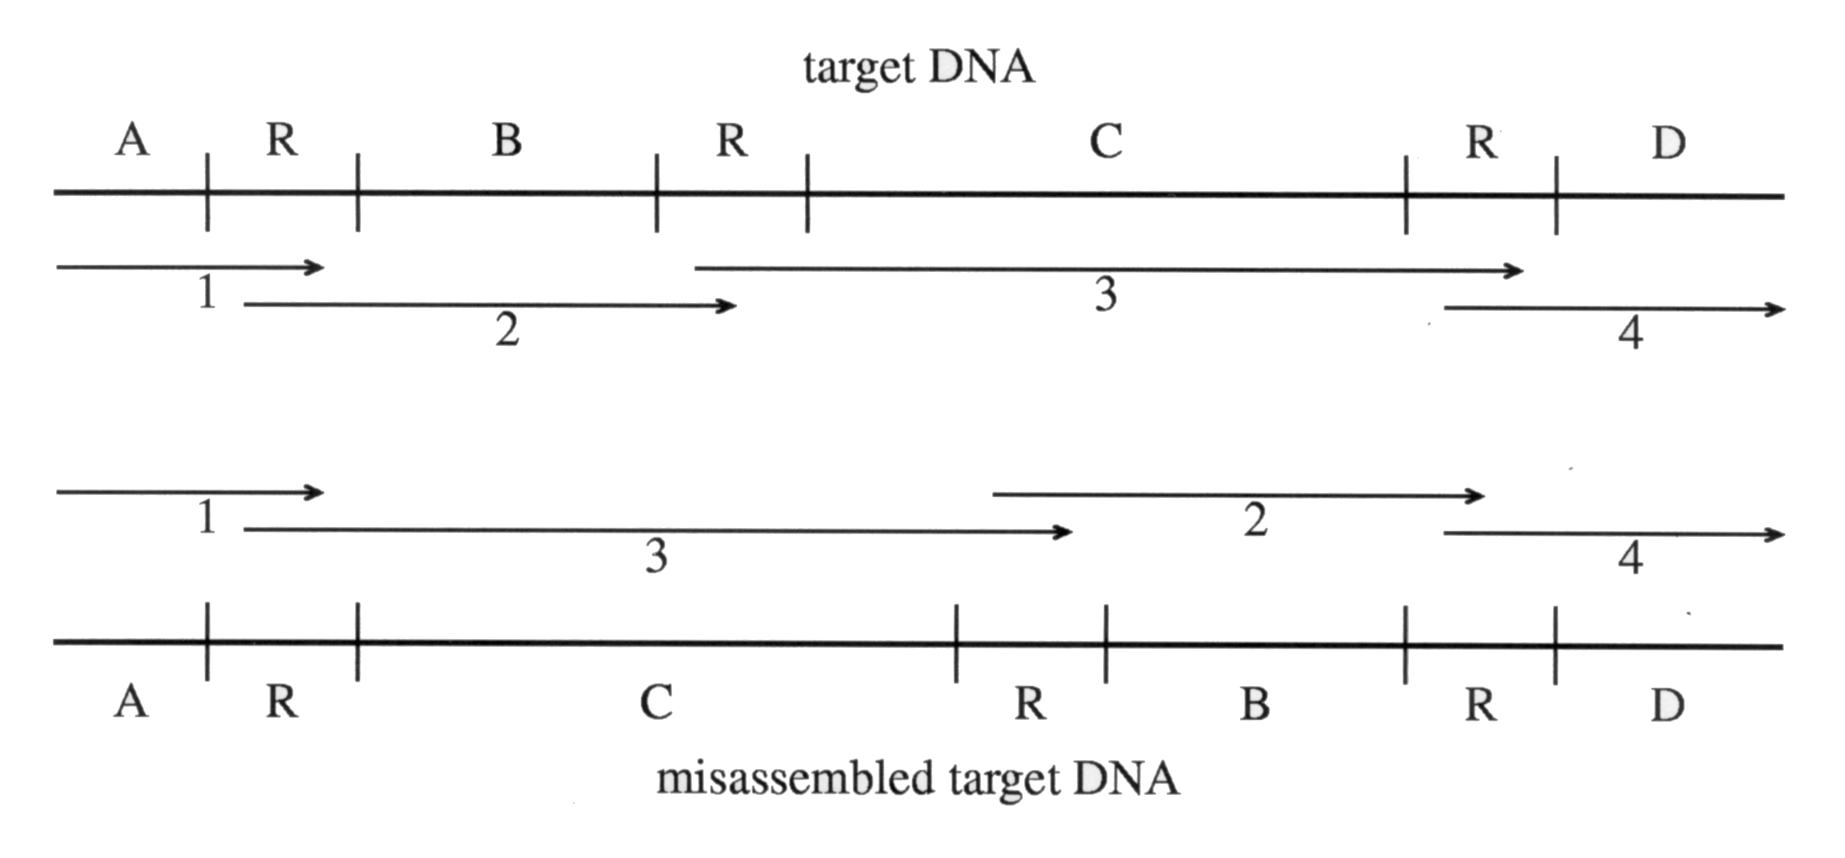 target DNA
A R B R C R D
1 3
2 4
1 2
3 4
A R C R B R D
misassembled target DNA